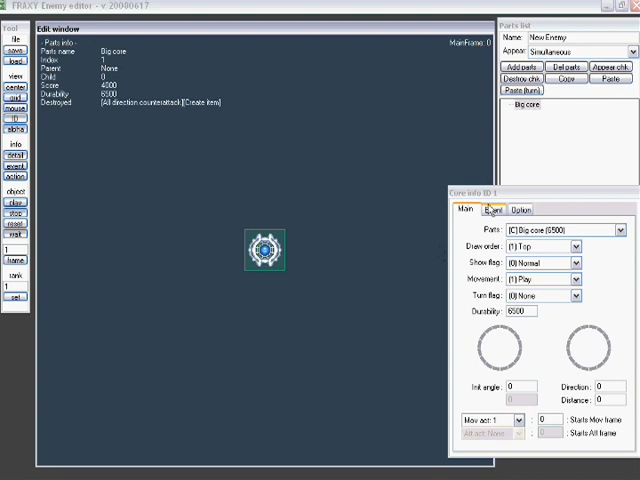 FRAXY Enemy editor - v. 20080617
Tool
file
save
load
view
center
grid
mouse
ID
alpha
info
detail
event
action
object
play
stop
reset
wait
1
frame
rank
1
set
Edit window
- Parts info -
MainFrame: 0
Parts name Big core
Index 1
Parent None
Child 0
Score 4000
Durability 6500
Destroyed [All direction counterattack][Create item]
Parts list
Name: New Enemy
Appear: Simultaneous
Add parts Del parts Appear chk
Destroy chk Copy Paste
Paste (turn)
Big core
Core info ID 1
Main Event Option
Parts: [C] Big core (6500)
Draw order: (1) Top
Show flag: (0) Normal
Movement: (1) Play
Turn flag: (0) None
Durability: 6500
Init angle: 0 Direction: 0
0 Distance: 0
Mov act: 1 : 0 : Starts Mov frame
Alt act: None : 0 : Starts Alt frame